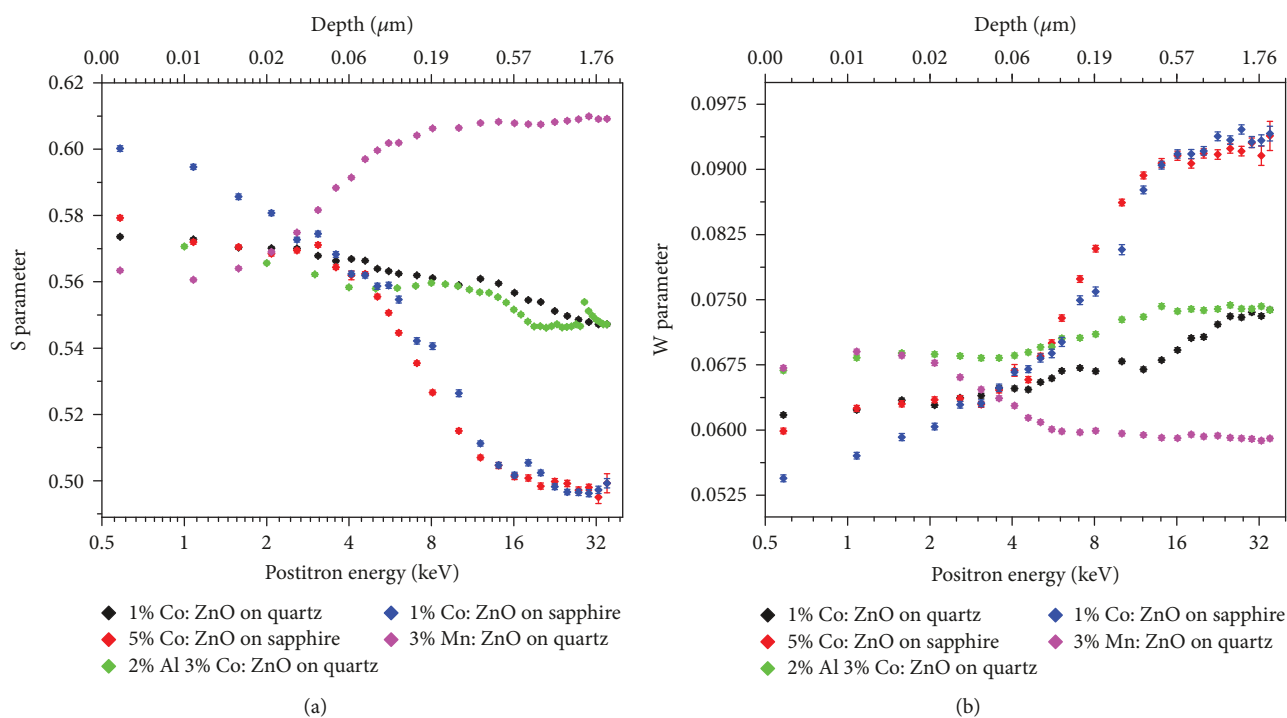 Depth (μm)
0.00 0.01 0.02 0.06 0.19 0.57 1.76
0.62
0.60
0.58
0.56
0.54
0.52
0.50
S parameter
0.5 1 2 4 8 16 32
Postitron energy (keV)
1% Co: ZnO on quartz
5% Co: ZnO on sapphire
2% Al 3% Co: ZnO on quartz
1% Co: ZnO on sapphire
3% Mn: ZnO on quartz
(a)
Depth (μm)
0.00 0.01 0.02 0.06 0.19 0.57 1.76
0.0975
0.0900
0.0825
0.0750
0.0675
0.0600
0.0525
W parameter
0.5 1 2 4 8 16 32
Positron energy (keV)
1% Co: ZnO on quartz
5% Co: ZnO on sapphire
2% Al 3% Co: ZnO on quartz
1% Co: ZnO on sapphire
3% Mn: ZnO on quartz
(b)